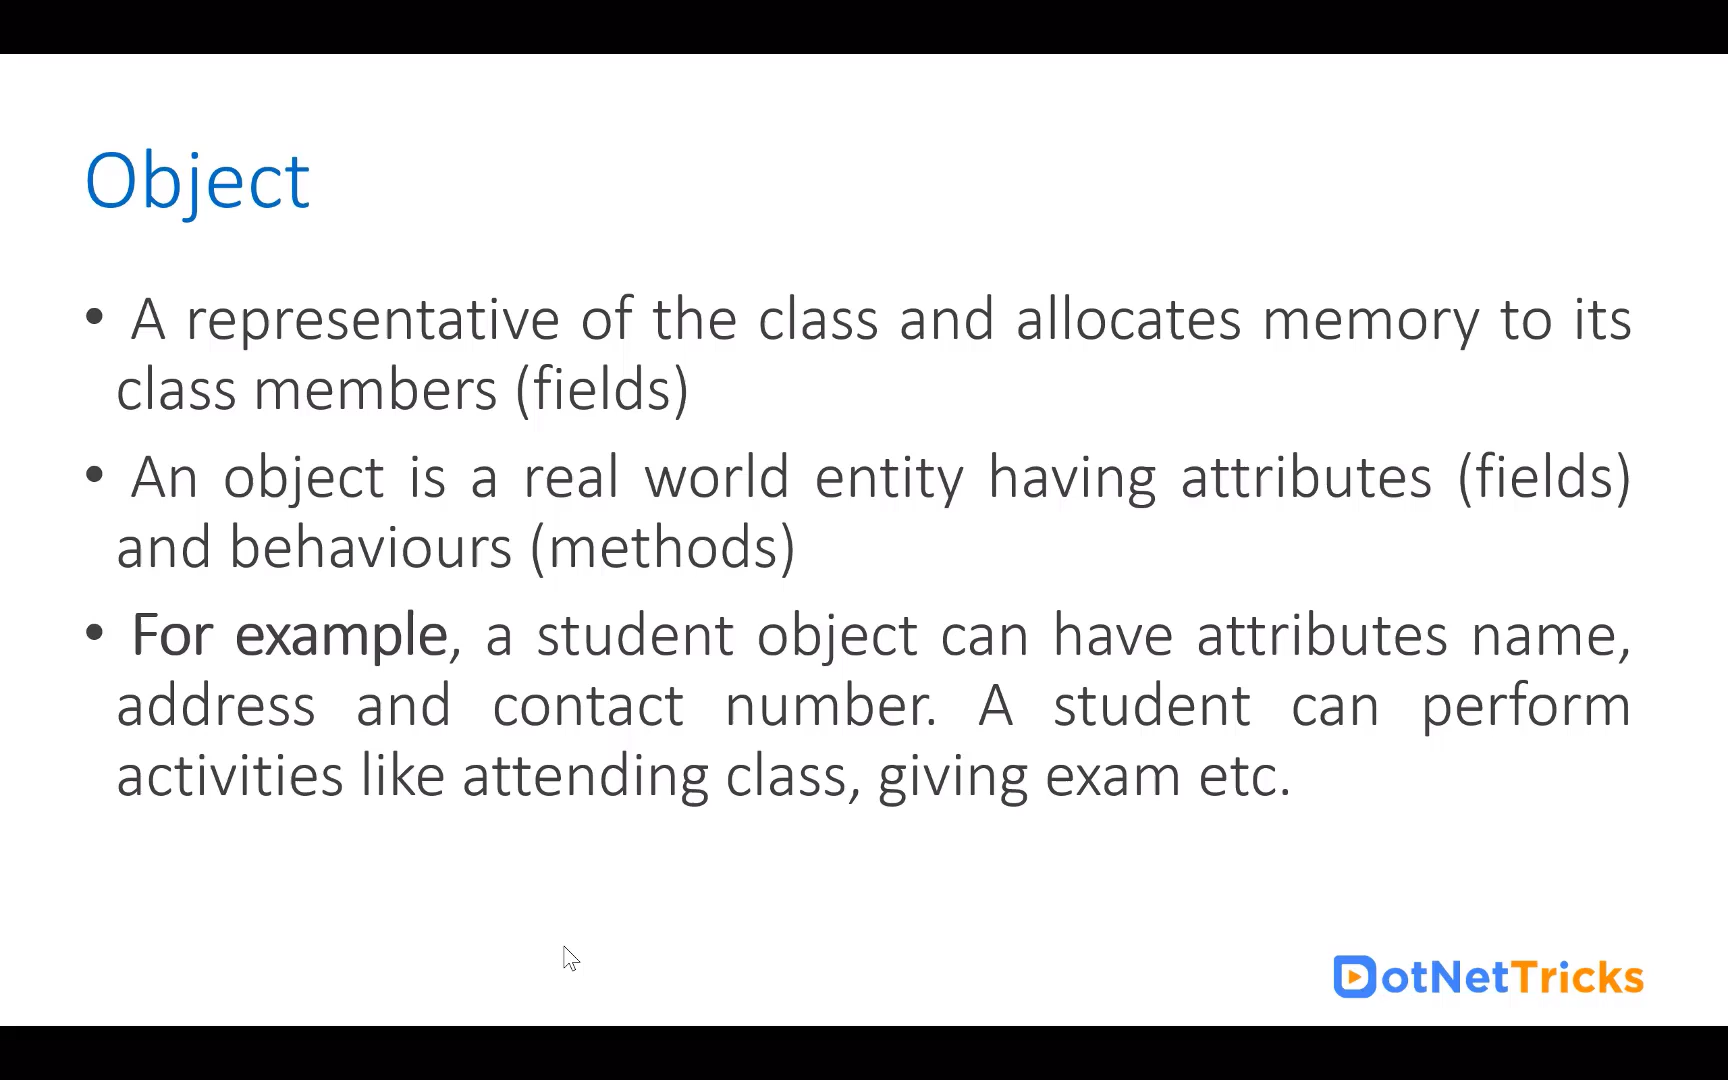 Object
• A representative of the class and allocates memory to its
class members (fields)
• An object is a real world entity having attributes (fields)
and behaviours (methods)
• For example, a student object can have attributes name,
address and contact number. A student can perform
activities like attending class, giving exam etc.
DotNetTricks